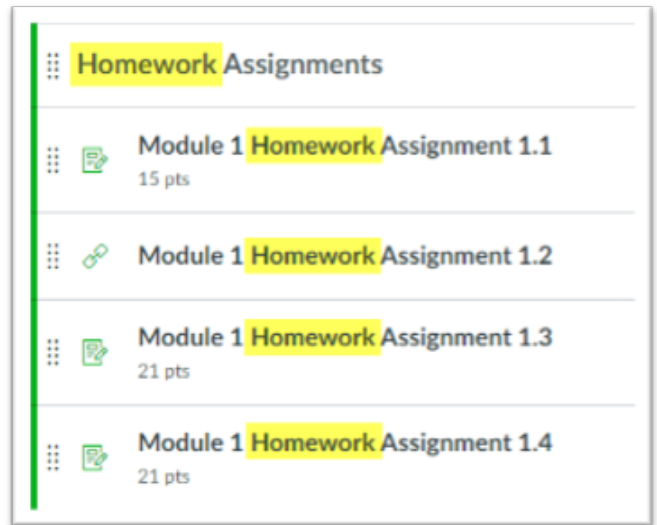 Homework Assignments
Module 1 Homework Assignment 1.1
15 pts
Module 1 Homework Assignment 1.2
Module 1 Homework Assignment 1.3
21 pts
Module 1 Homework Assignment 1.4
21 pts